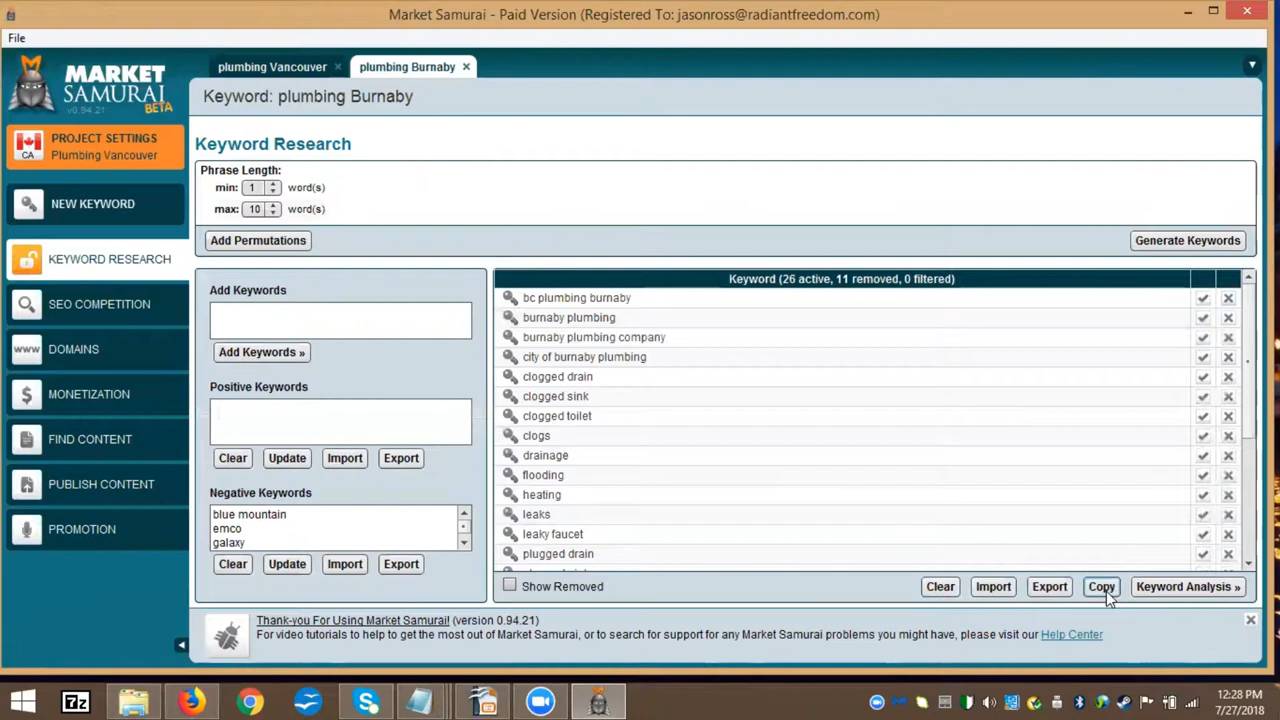 Market Samurai - Paid Version (Registered To: jasonross@radiantfreedom.com)
File
MARKET
SAMURAI
v0.94.21 BETA
plumbing Vancouver
plumbing Burnaby
Keyword: plumbing Burnaby
CA
PROJECT SETTINGS
Plumbing Vancouver
NEW KEYWORD
KEYWORD RESEARCH
SEO COMPETITION
www DOMAINS
$ MONETIZATION
FIND CONTENT
PUBLISH CONTENT
PROMOTION
Keyword Research
Phrase Length:
min: 1 word(s)
max: 10 word(s)
Add Permutations
Generate Keywords
Add Keywords
Add Keywords »
Positive Keywords
Clear Update Import Export
Negative Keywords
blue mountain
emco
galaxy
Clear Update Import Export
Keyword (26 active, 11 removed, 0 filtered)
bc plumbing burnaby
burnaby plumbing
burnaby plumbing company
city of burnaby plumbing
clogged drain
clogged sink
clogged toilet
clogs
drainage
flooding
heating
leaks
leaky faucet
plugged drain
Show Removed
Clear Import Export Copy Keyword Analysis »
Thank-you For Using Market Samurai! (version 0.94.21)
For video tutorials to help to get the most out of Market Samurai, or to search for support for any Market Samurai problems you might have, please visit our Help Center
7z
12:28 PM
7/27/2018